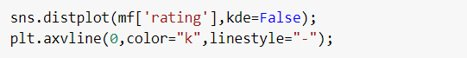 sns.distplot(mf['rating'],kde=False);
plt.axvline(0,color="k",linestyle="-");